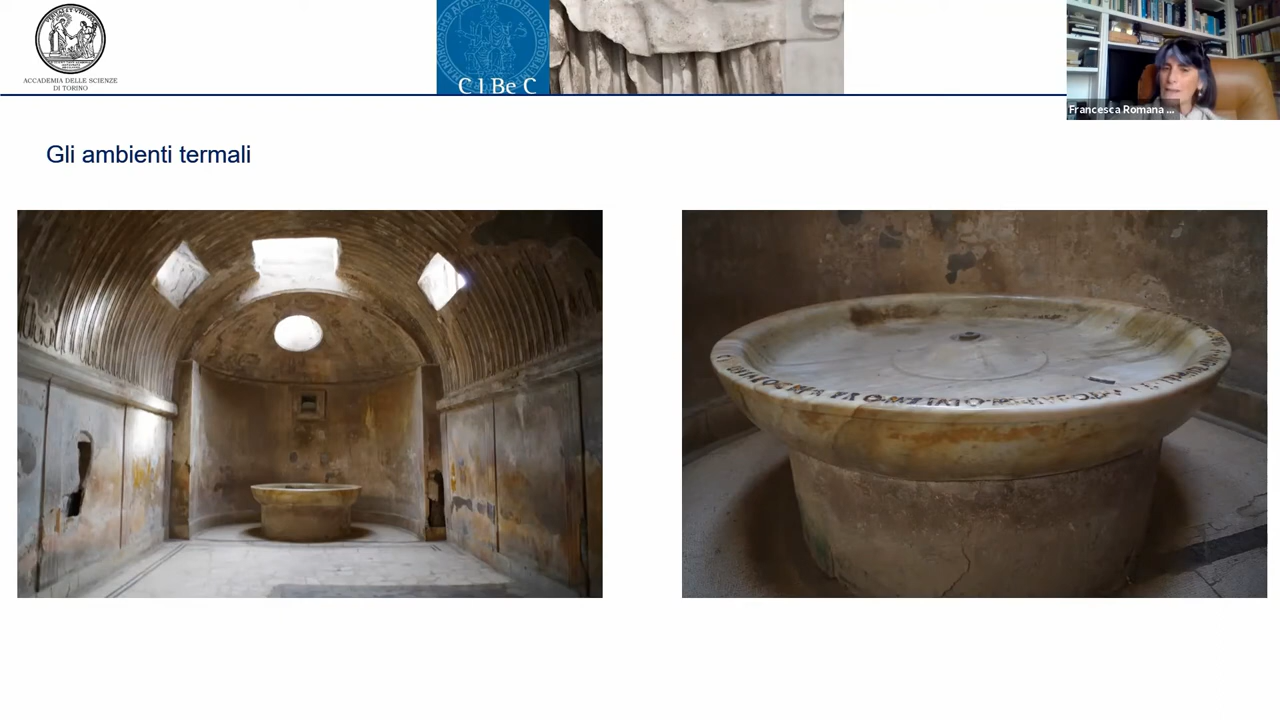 ACCADEMIA DELLE SCIENZE
DI TORINO
C I Be C
Francesca Romana ...
Gli ambienti termali